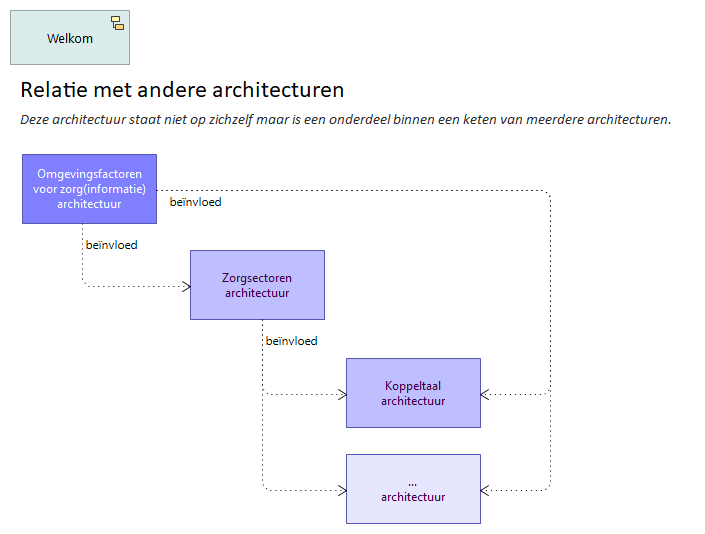 Welkom
Relatie met andere architecturen
Deze architectuur staat niet op zichzelf maar is een onderdeel binnen een keten van meerdere architecturen.
Omgevingsfactoren
voor zorg(informatie)
architectuur
beïnvloed
beïnvloed
Zorgsectoren
architectuur
beïnvloed
Koppeltaal
architectuur
...
architectuur